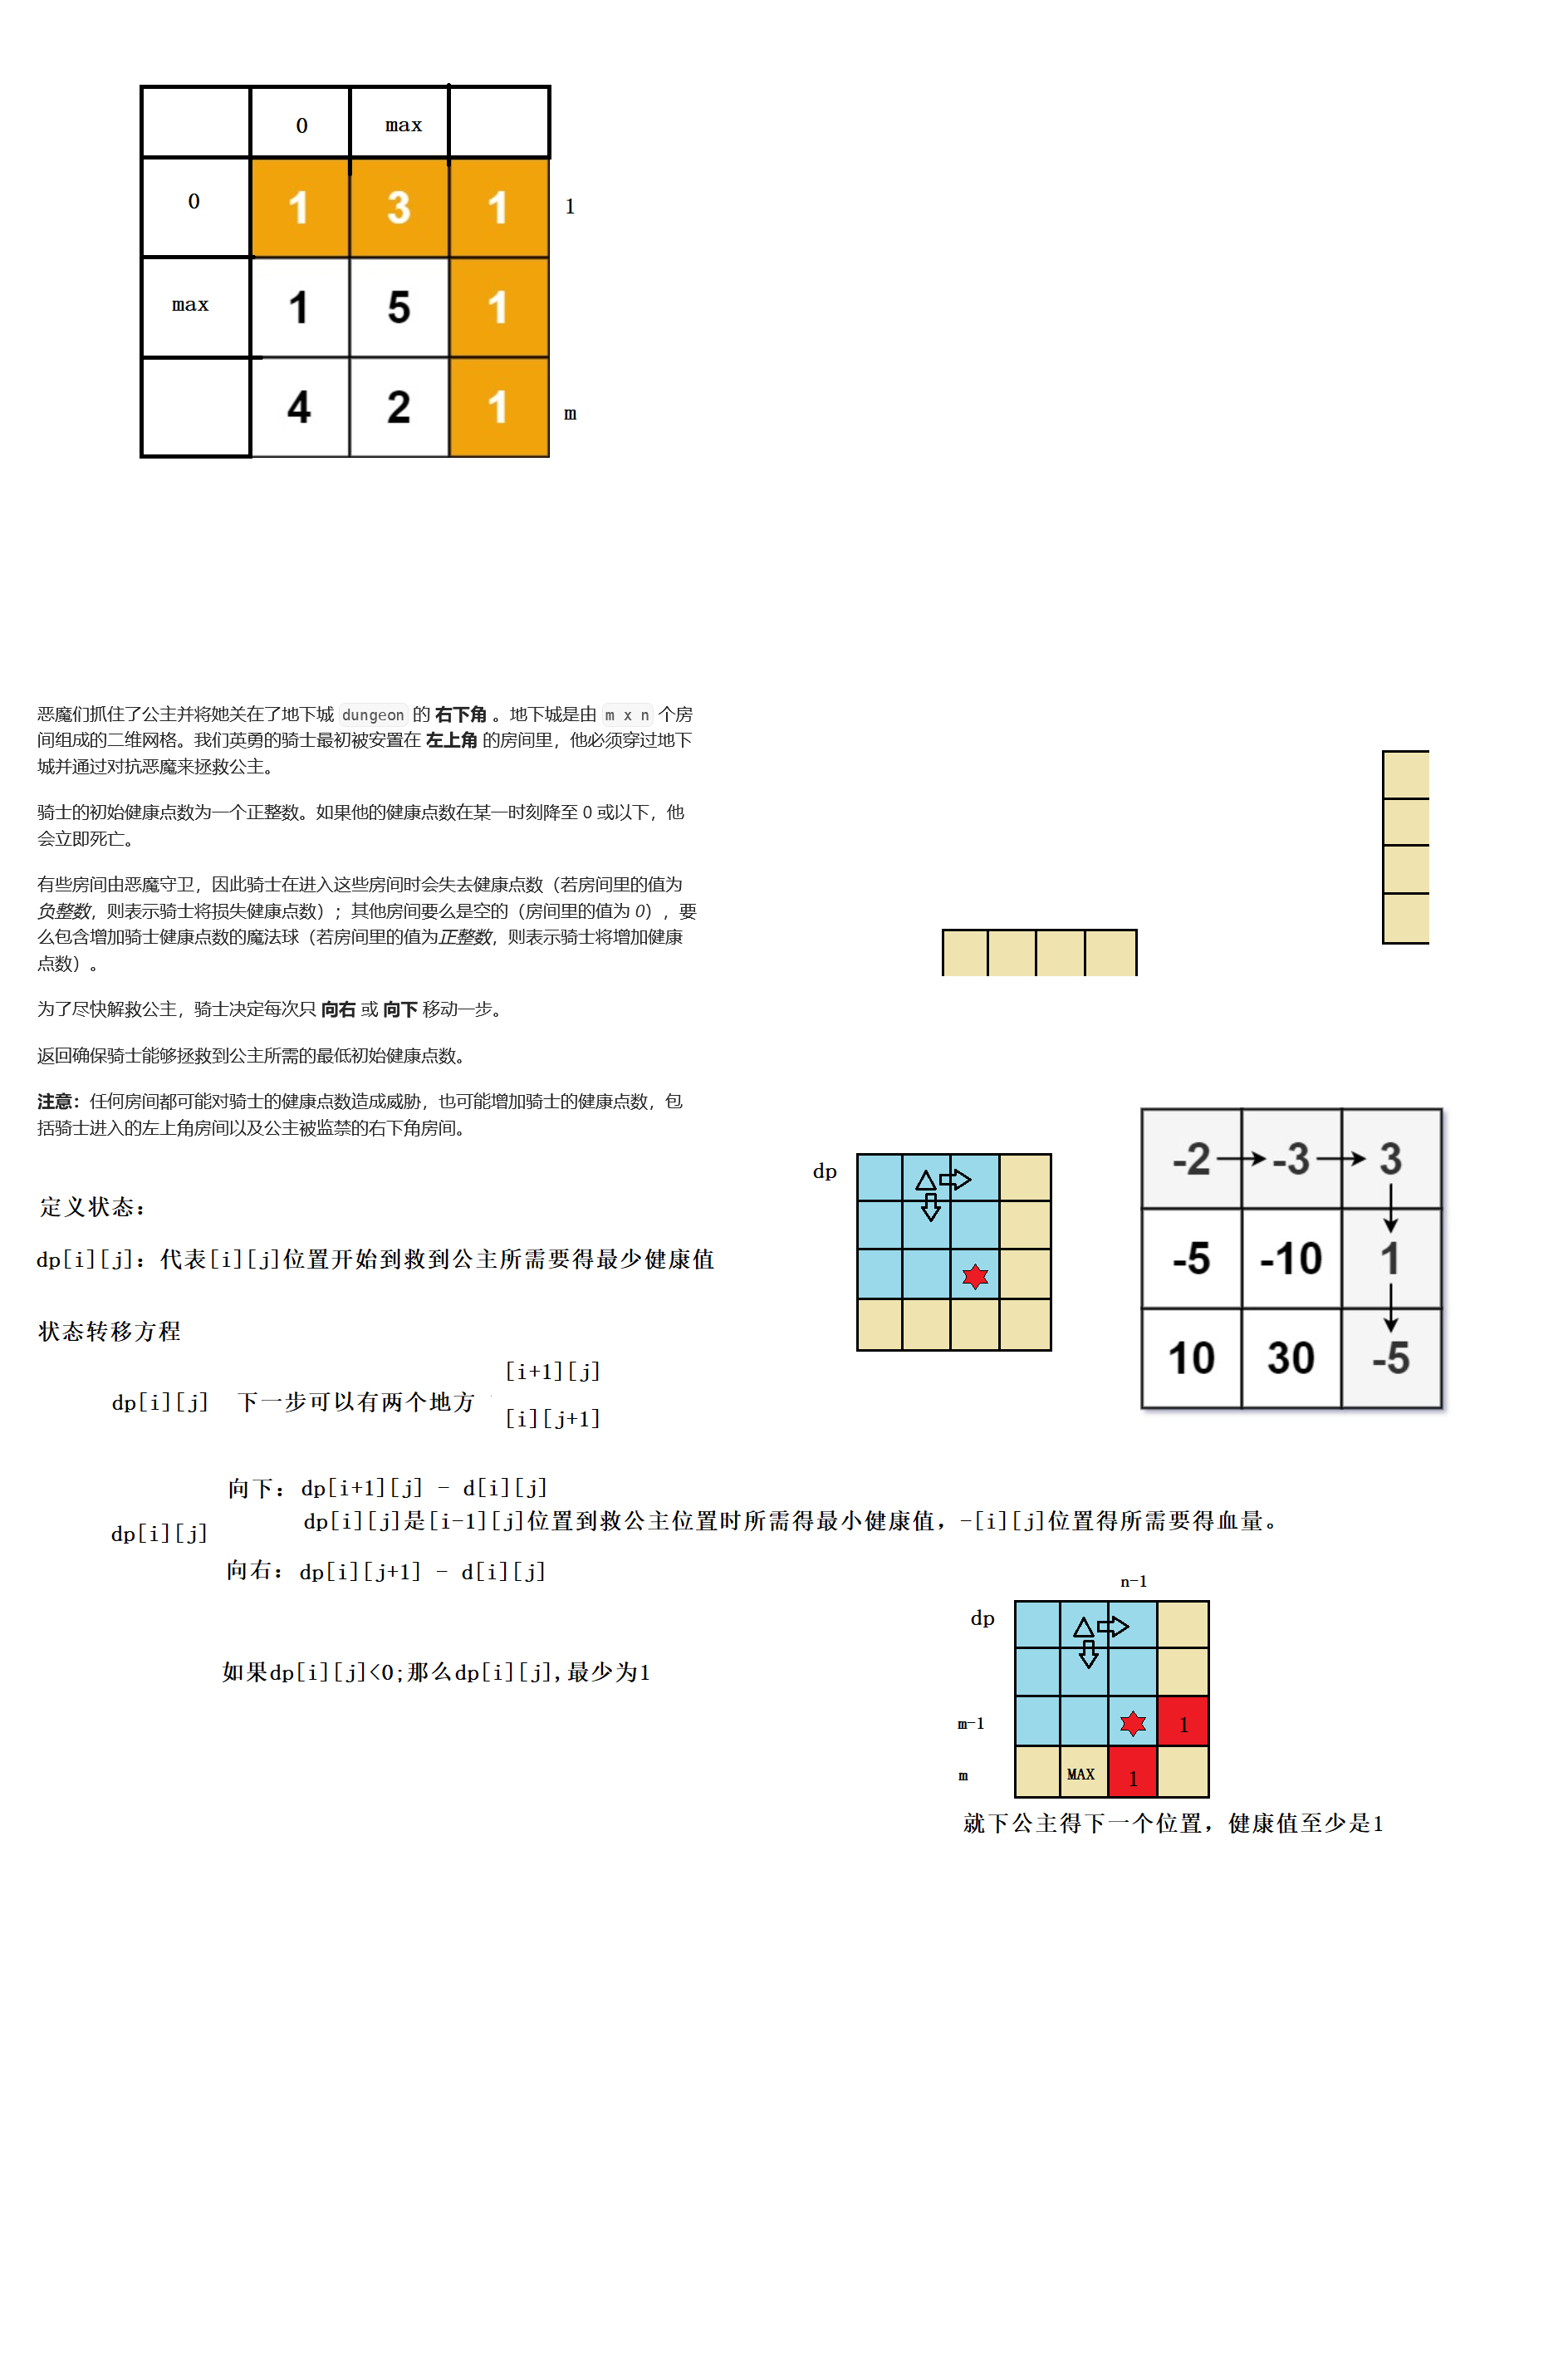 0 max
0 1 3 1 1
max 1 5 1
4 2 1 m
恶魔们抓住了公主并将她关在了地下城 dungeon 的 右下角 。地下城是由 m x n 个房
间组成的二维网格。我们英勇的骑士最初被安置在 左上角 的房间里，他必须穿过地下
城并通过对抗恶魔来拯救公主。
骑士的初始健康点数为一个正整数。如果他的健康点数在某一时刻降至 0 或以下，他
会立即死亡。
有些房间由恶魔守卫，因此骑士在进入这些房间时会失去健康点数（若房间里的值为
负整数，则表示骑士将损失健康点数）；其他房间要么是空的（房间里的值为 0），要
么包含增加骑士健康点数的魔法球（若房间里的值为正整数，则表示骑士将增加健康
点数）。
为了尽快解救公主，骑士决定每次只 向右 或 向下 移动一步。
返回确保骑士能够拯救到公主所需的最低初始健康点数。
注意：任何房间都可能对骑士的健康点数造成威胁，也可能增加骑士的健康点数，包
括骑士进入的左上角房间以及公主被监禁的右下角房间。
dp
-2 -3 3
-5 -10 1
10 30 -5
定义状态：
dp[i][j]：代表[i][j]位置开始到救到公主所需要得最少健康值
状态转移方程
[i+1][j]
dp[i][j] 下一步可以有两个地方
[i][j+1]
向下：dp[i+1][j] - d[i][j]
dp[i][j]是[i-1][j]位置到救公主位置时所需得最小健康值，-[i][j]位置得所需要得血量。
dp[i][j]
向右：dp[i][j+1] - d[i][j]
如果dp[i][j]<0;那么dp[i][j],最少为1
n-1
dp
m-1 1
m MAX 1
就下公主得下一个位置，健康值至少是1